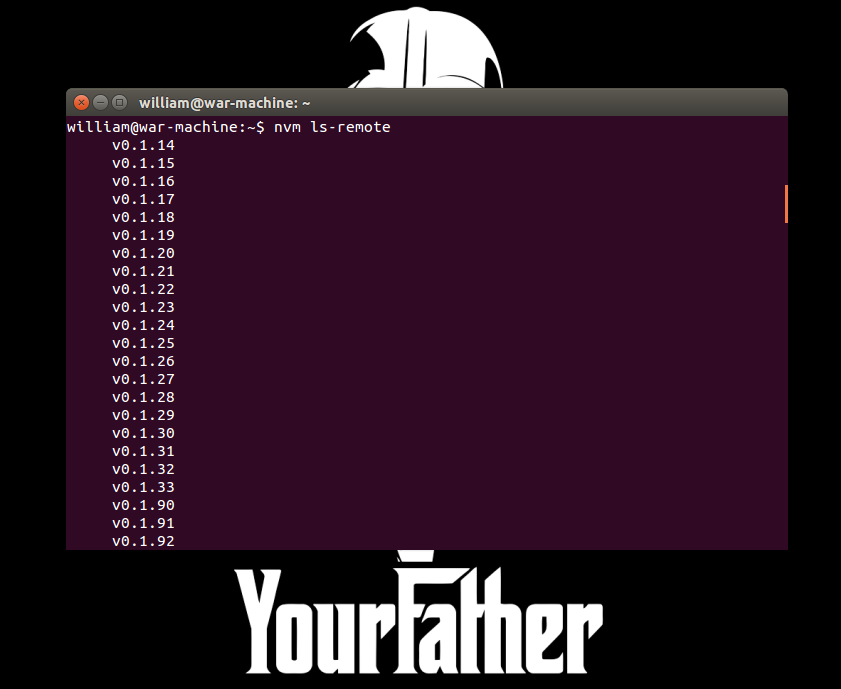 william@war-machine: ~
william@war-machine:~$ nvm ls-remote
v0.1.14
v0.1.15
v0.1.16
v0.1.17
v0.1.18
v0.1.19
v0.1.20
v0.1.21
v0.1.22
v0.1.23
v0.1.24
v0.1.25
v0.1.26
v0.1.27
v0.1.28
v0.1.29
v0.1.30
v0.1.31
v0.1.32
v0.1.33
v0.1.90
v0.1.91
v0.1.92
YourFather